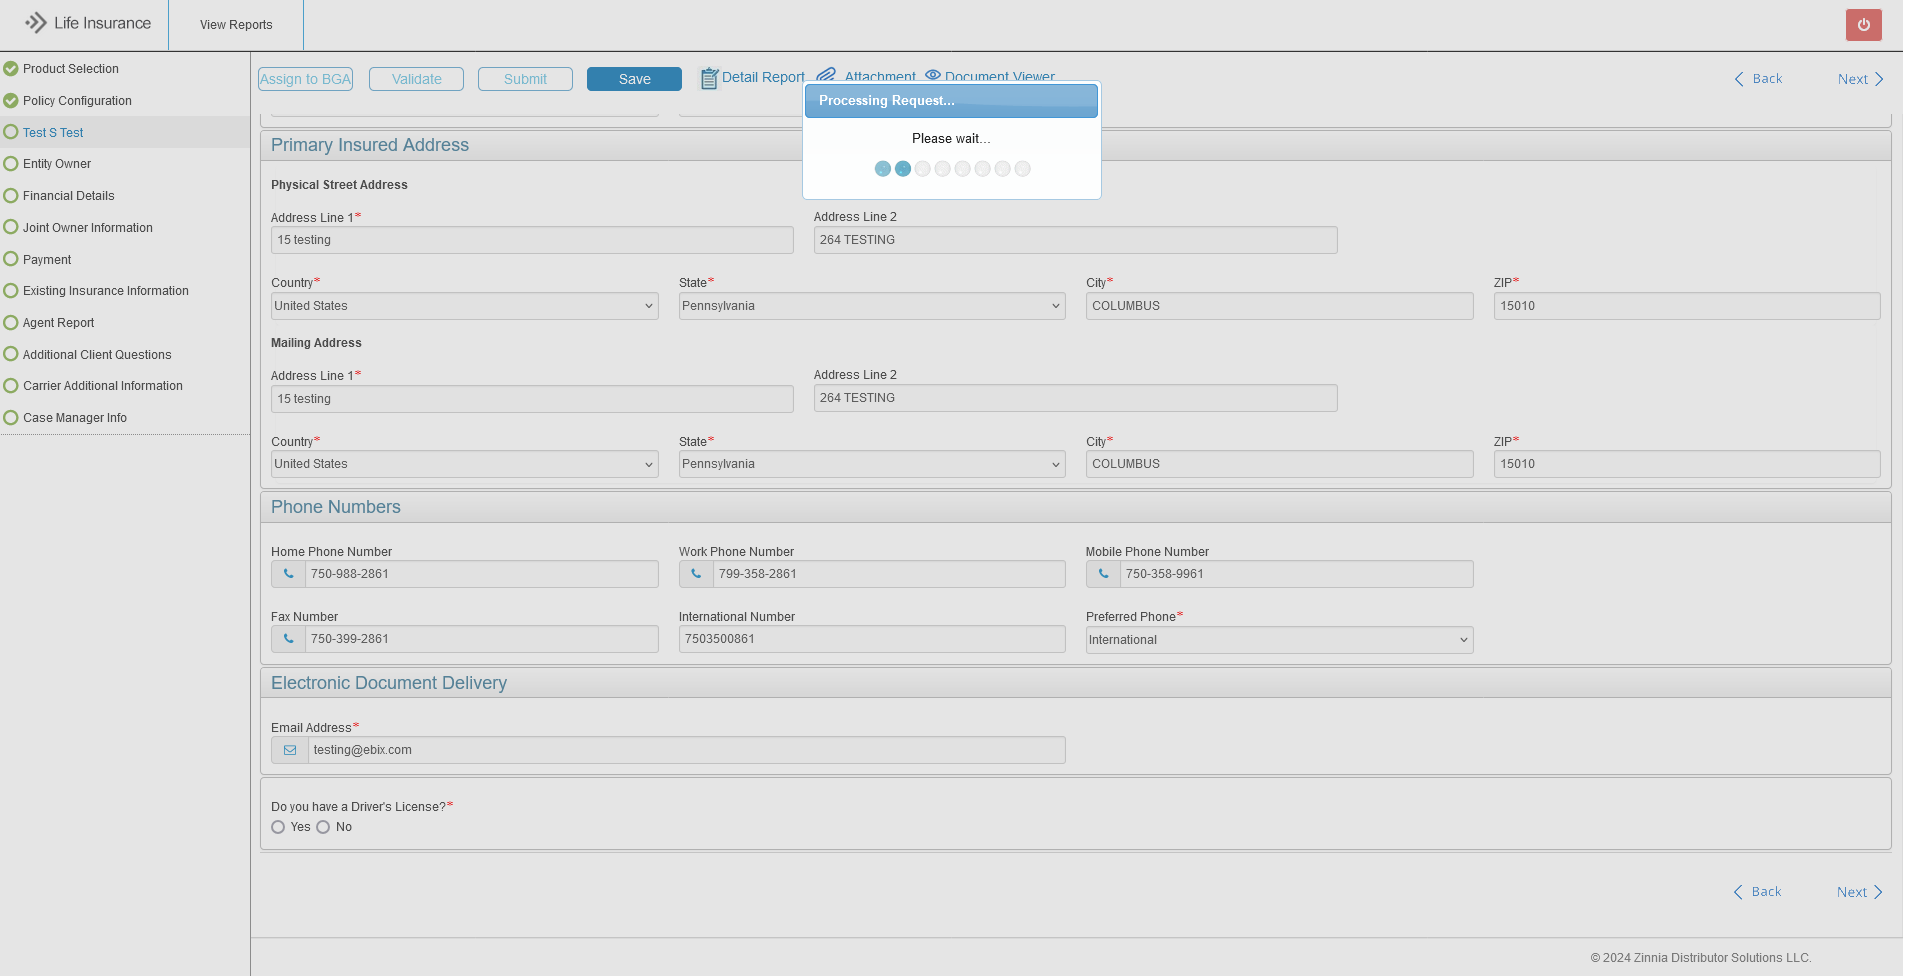 Life Insurance
View Reports
Product Selection
Policy Configuration
Test S Test
Entity Owner
Financial Details
Joint Owner Information
Payment
Existing Insurance Information
Agent Report
Additional Client Questions
Carrier Additional Information
Case Manager Info
Assign to BGA Validate Submit Save Detail Report Attachment Document Viewer Back Next
Processing Request...
Please wait...
Primary Insured Address
Physical Street Address
Address Line 1* Address Line 2
15 testing 264 TESTING
Country* State* City* ZIP*
United States Pennsylvania COLUMBUS 15010
Mailing Address
Address Line 1* Address Line 2
15 testing 264 TESTING
Country* State* City* ZIP*
United States Pennsylvania COLUMBUS 15010
Phone Numbers
Home Phone Number Work Phone Number Mobile Phone Number
750-988-2861 799-358-2861 750-358-9961
Fax Number International Number Preferred Phone*
750-399-2861 7503500861 International
Electronic Document Delivery
Email Address*
testing@ebix.com
Do you have a Driver's License?*
Yes No
Back Next
© 2024 Zinnia Distributor Solutions LLC.